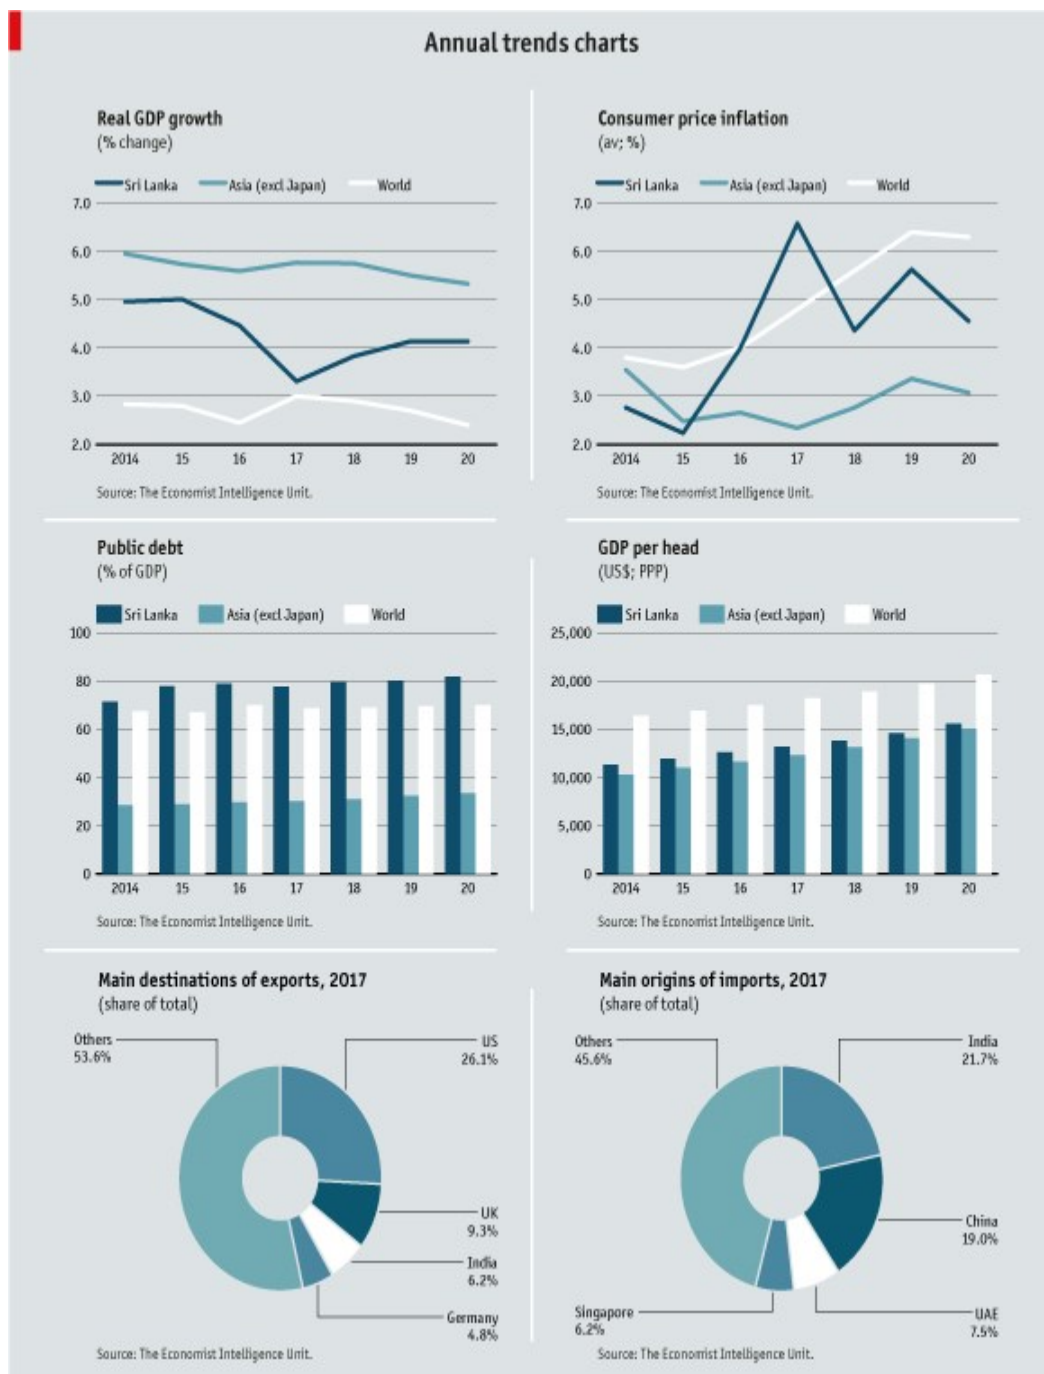 Annual trends charts
Real GDP growth
(% change)
Sri Lanka
Asia (excl Japan)
World
7.0
6.0
5.0
4.0
3.0
2.0
2014
15
16
17
18
19
20
Source: The Economist Intelligence Unit.
Consumer price inflation
(av; %)
Sri Lanka
Asia (excl Japan)
World
7.0
6.0
5.0
4.0
3.0
2.0
2014
15
16
17
18
19
20
Source: The Economist Intelligence Unit.
Public debt
(% of GDP)
Sri Lanka
Asia (excl Japan)
World
100
80
60
40
20
0
2014
15
16
17
18
19
20
Source: The Economist Intelligence Unit.
GDP per head
(US$; PPP)
Sri Lanka
Asia (excl Japan)
World
25,000
20,000
15,000
10,000
5,000
0
2014
15
16
17
18
19
20
Source: The Economist Intelligence Unit.
Main destinations of exports, 2017
(share of total)
Others
53.6%
US
26.1%
UK
9.3%
India
6.2%
Germany
4.8%
Source: The Economist Intelligence Unit.
Main origins of imports, 2017
(share of total)
Others
45.6%
India
21.7%
China
19.0%
Singapore
6.2%
UAE
7.5%
Source: The Economist Intelligence Unit.